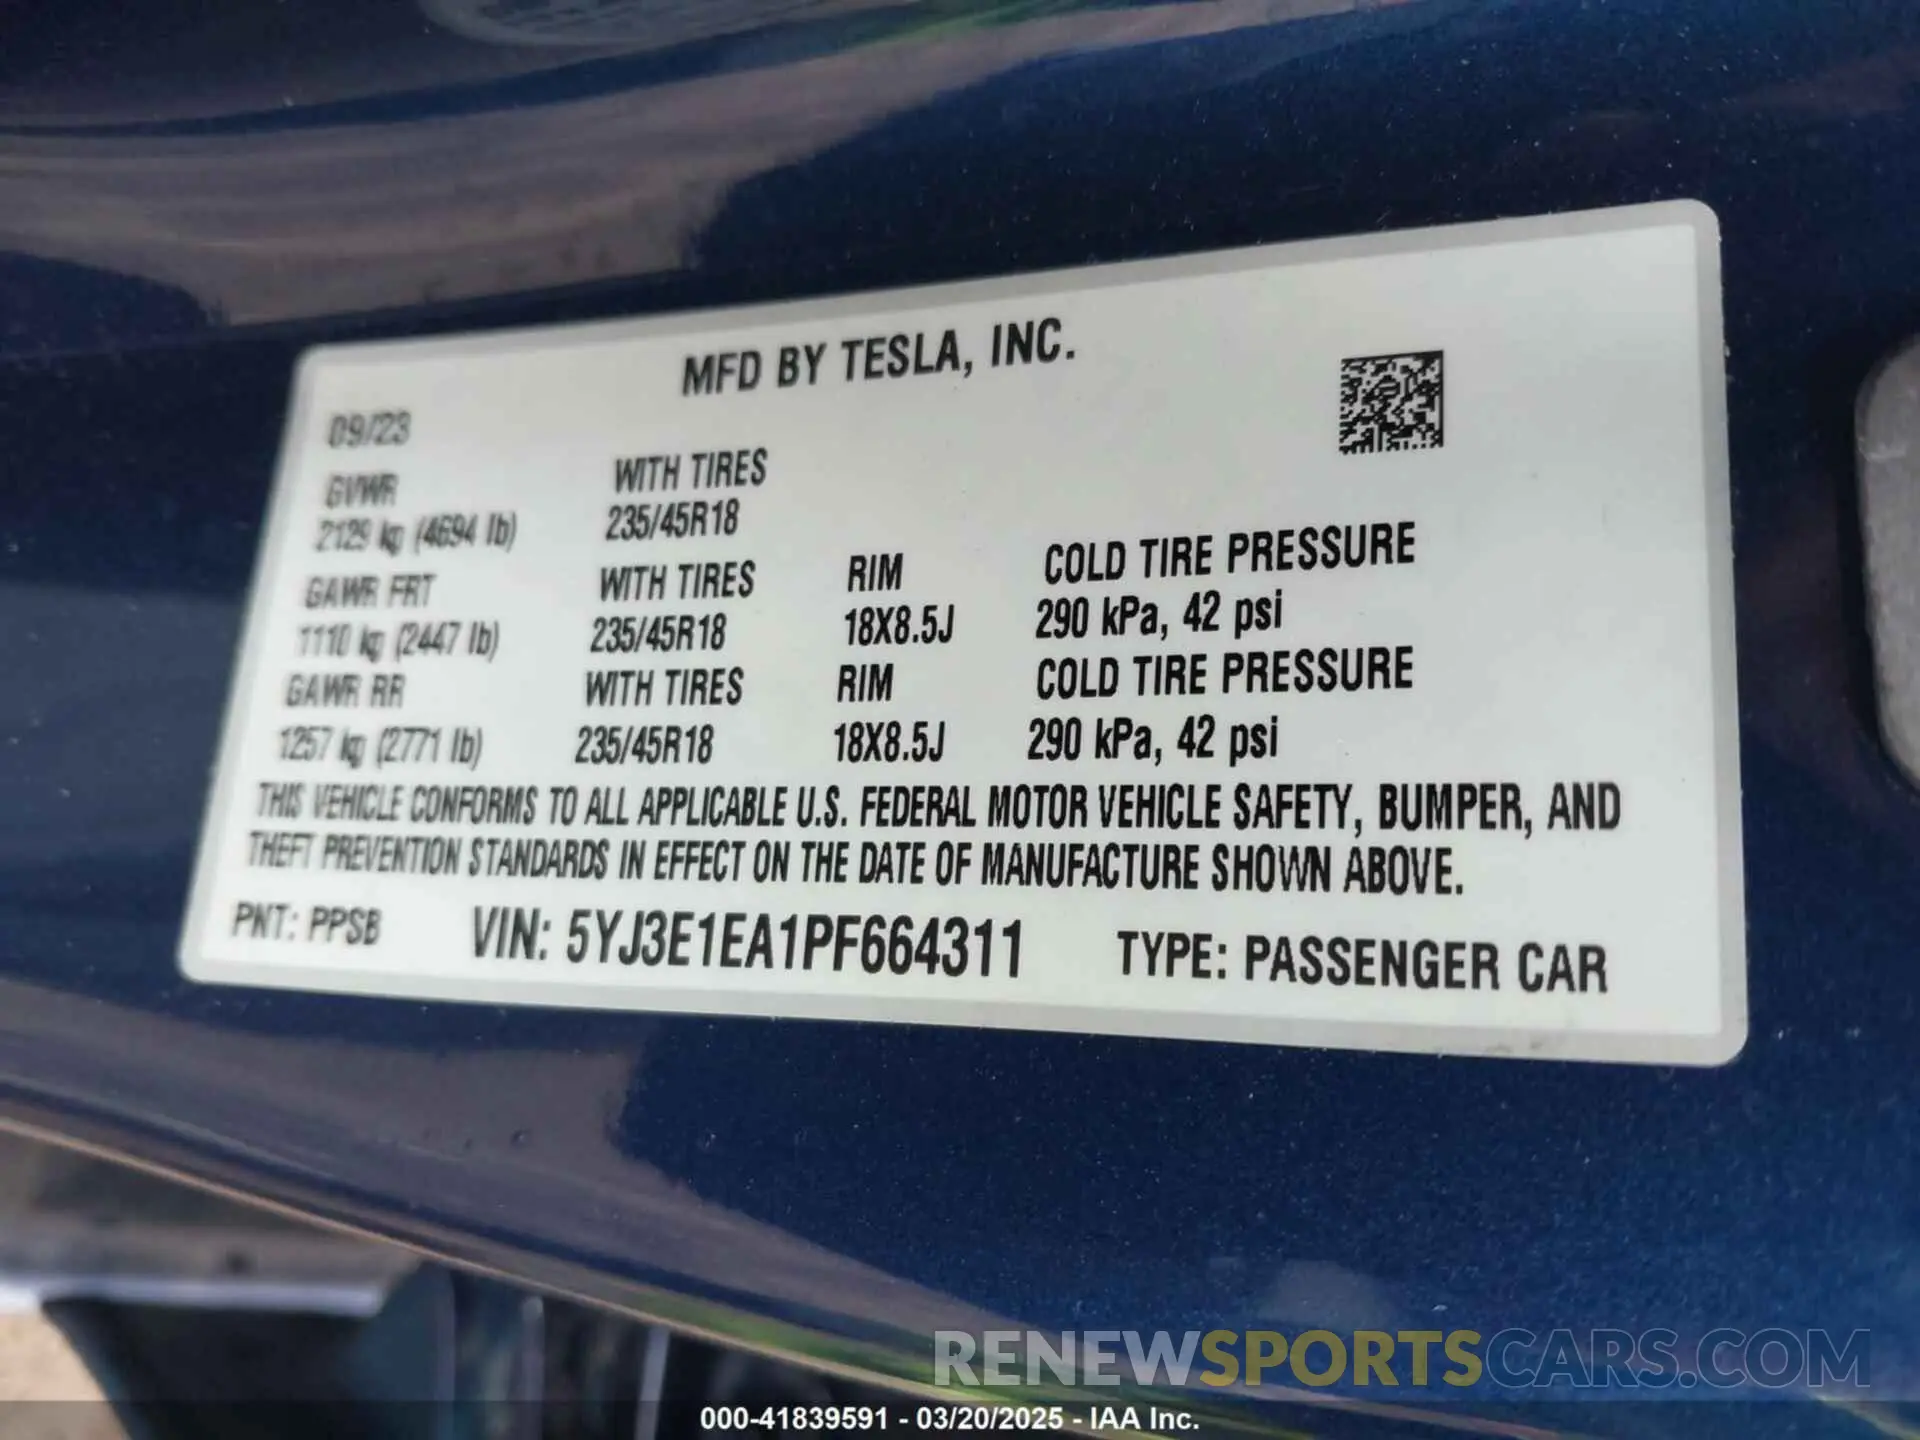 MFD BY TESLA, INC.
09/23
GVWR WITH TIRES
2129 kg (4694 lb) 235/45R18
GAWR FRT WITH TIRES RIM COLD TIRE PRESSURE
1110 kg (2447 lb) 235/45R18 18X8.5J 290 kPa, 42 psi
GAWR RR WITH TIRES RIM COLD TIRE PRESSURE
1257 kg (2771 lb) 235/45R18 18X8.5J 290 kPa, 42 psi
THIS VEHICLE CONFORMS TO ALL APPLICABLE U.S. FEDERAL MOTOR VEHICLE SAFETY, BUMPER, AND
THEFT PREVENTION STANDARDS IN EFFECT ON THE DATE OF MANUFACTURE SHOWN ABOVE.
PNT: PPSB VIN: 5YJ3E1EA1PF664311 TYPE: PASSENGER CAR
RENEWSPORTSCARS.COM
000-41839591 - 03/20/2025 - IAA Inc.